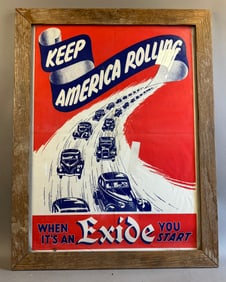 KEEP
AMERICA ROLLING
WHEN
IT'S AN
Exide
YOU
START